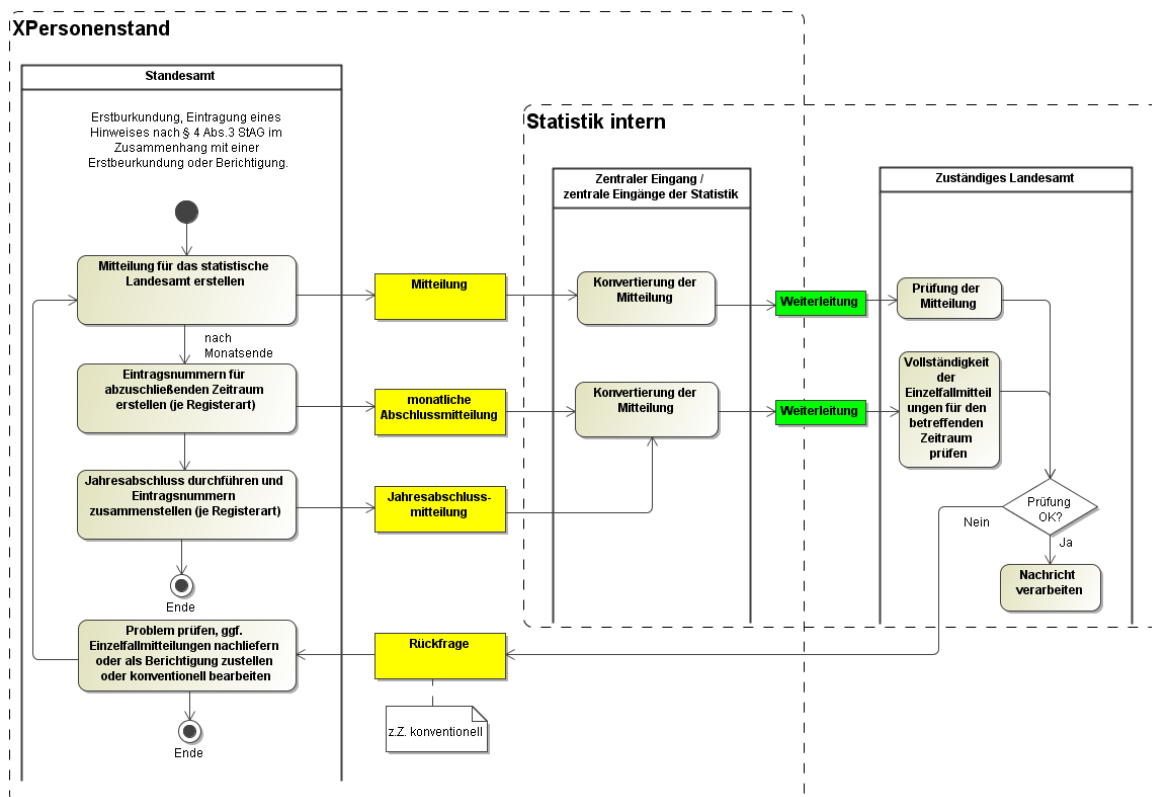 XPersonenstand
Standesamt
Erstburkundung, Eintragung eines
Hinweises nach § 4 Abs.3 StAG im
Zusammenhang mit einer
Erstbeurkundung oder Berichtigung.
Mitteilung für das statistische
Landesamt erstellen
nach
Monatsende
Eintragsnummern für
abzuschließenden Zeitraum
erstellen (je Registerart)
Jahresabschluss durchführen und
Eintragsnummern
zusammenstellen (je Registerart)
Ende
Problem prüfen, ggf.
Einzelfallmitteilungen nachliefern
oder als Berichtigung zustellen
oder konventionell bearbeiten
Ende
Mitteilung
monatliche
Abschlussmitteilung
Jahresabschluss-
mitteilung
Rückfrage
z.Z. konventionell
Statistik intern
Zentraler Eingang /
zentrale Eingänge der Statistik
Konvertierung der
Mitteilung
Konvertierung der
Mitteilung
Weiterleitung
Weiterleitung
Zuständiges Landesamt
Prüfung der
Mitteilung
Vollständigkeit
der
Einzelfallmitteil
ungen für den
betreffenden
Zeitraum
prüfen
Prüfung
OK?
Nein
Ja
Nachricht
verarbeiten